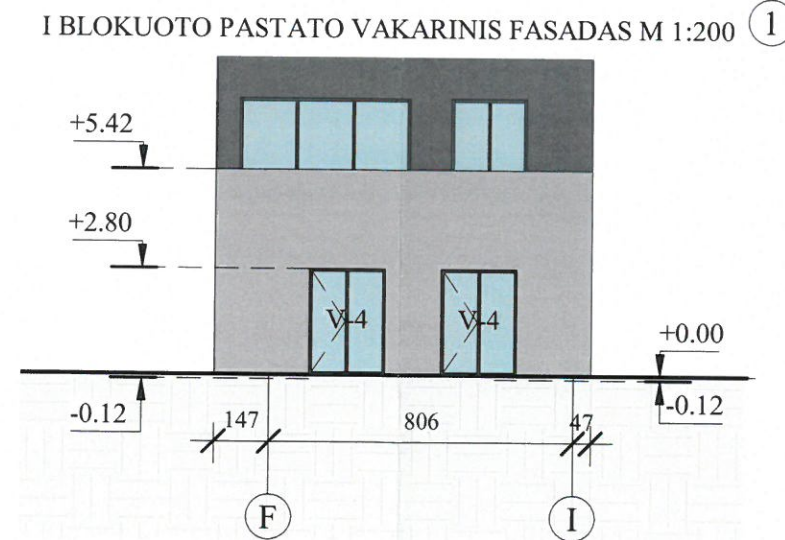 I BLOKUOTO PASTATO VAKARINIS FASADAS M 1:200 1
+5.42
+2.80
V-4 V-4
+0.00
-0.12 -0.12
147 806 47
F I